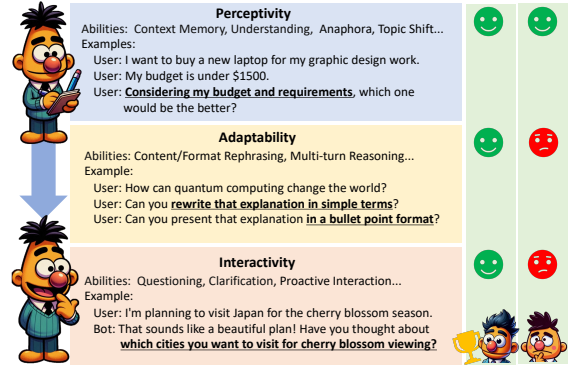 Perceptivity
Abilities: Context Memory, Understanding, Anaphora, Topic Shift...
Examples:
User: I want to buy a new laptop for my graphic design work.
User: My budget is under $1500.
User: Considering my budget and requirements, which one
would be the better?
Adaptability
Abilities: Content/Format Rephrasing, Multi-turn Reasoning...
Example:
User: How can quantum computing change the world?
User: Can you rewrite that explanation in simple terms?
User: Can you present that explanation in a bullet point format?
Interactivity
Abilities: Questioning, Clarification, Proactive Interaction...
Example:
User: I'm planning to visit Japan for the cherry blossom season.
Bot: That sounds like a beautiful plan! Have you thought about
which cities you want to visit for cherry blossom viewing?